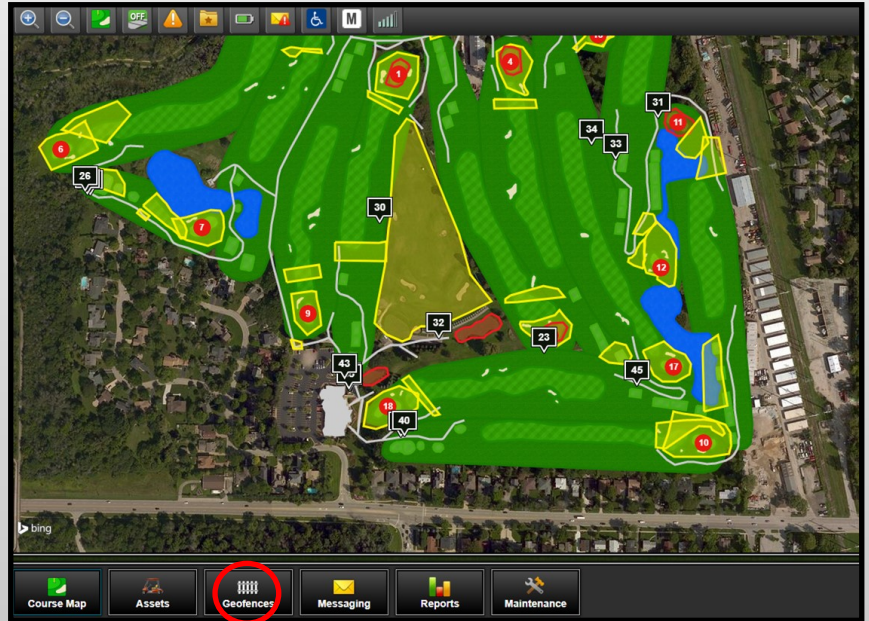 OFF
M
1
4
6
31
11
34
33
26
30
7
12
9
32
23
43
45
17
18
40
10
bing
Course Map
Assets
Geofences
Messaging
Reports
Maintenance